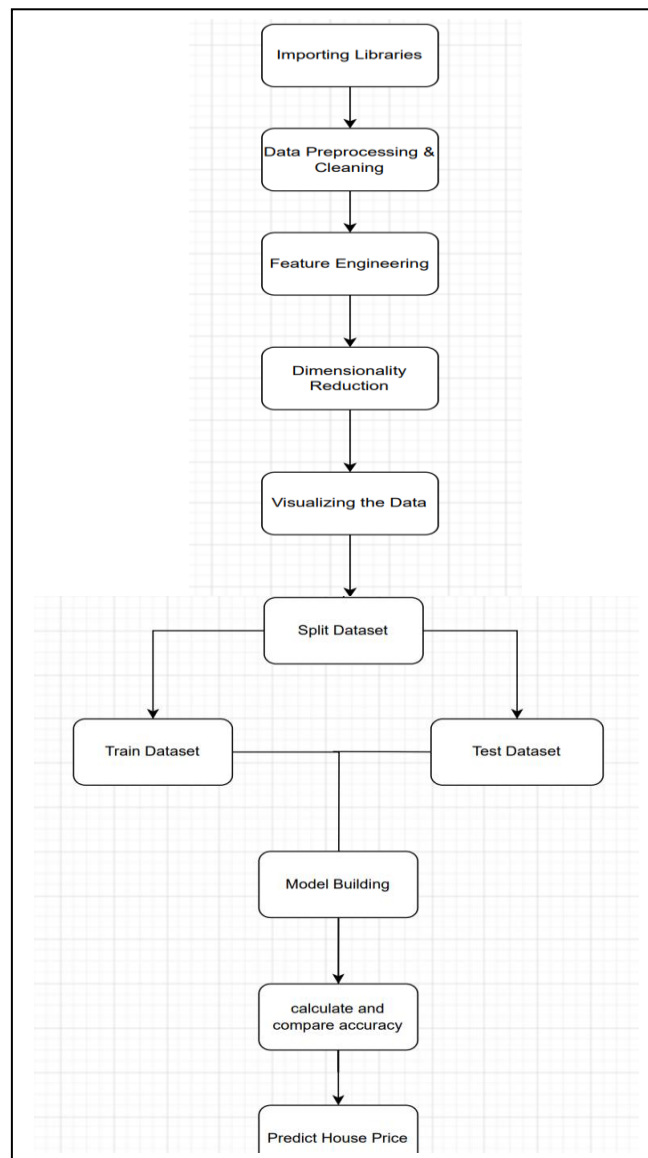 Importing Libraries
Data Preprocessing &
Cleaning
Feature Engineering
Dimensionality
Reduction
Visualizing the Data
Split Dataset
Train Dataset
Test Dataset
Model Building
calculate and
compare accuracy
Predict House Price